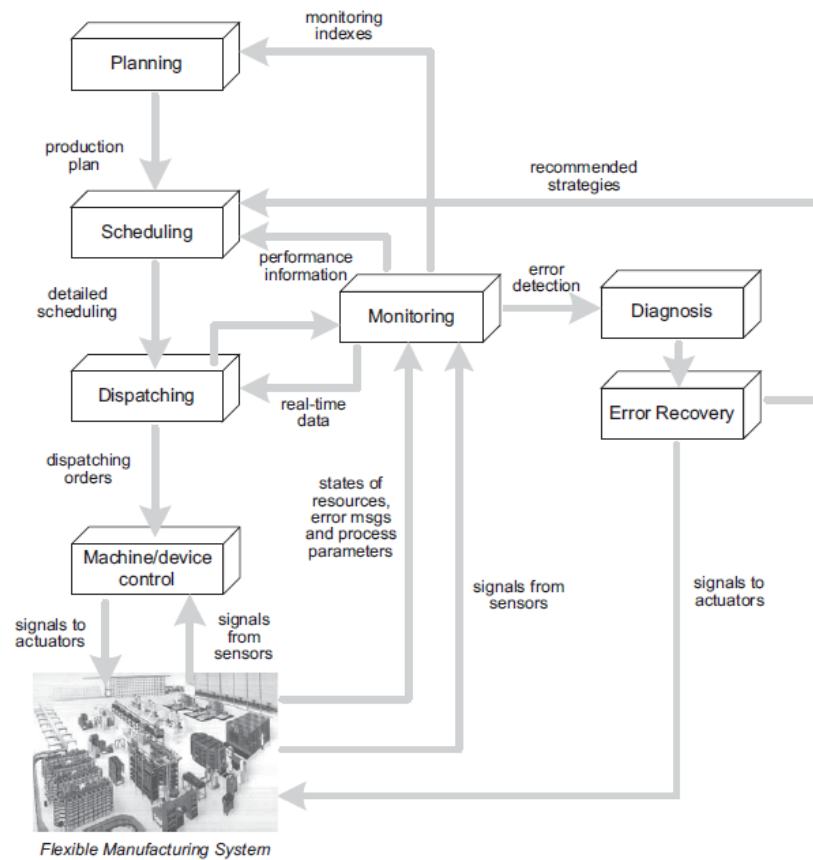 monitoring
indexes
Planning
production
plan
recommended
strategies
Scheduling
performance
information
error
detection
detailed
scheduling
Monitoring
Diagnosis
Dispatching
real-time
data
Error Recovery
dispatching
orders
states of
resources,
error msgs
and process
parameters
Machine/device
control
signals from
sensors
signals to
actuators
signals to
actuators
signals
from
sensors
Flexible Manufacturing System